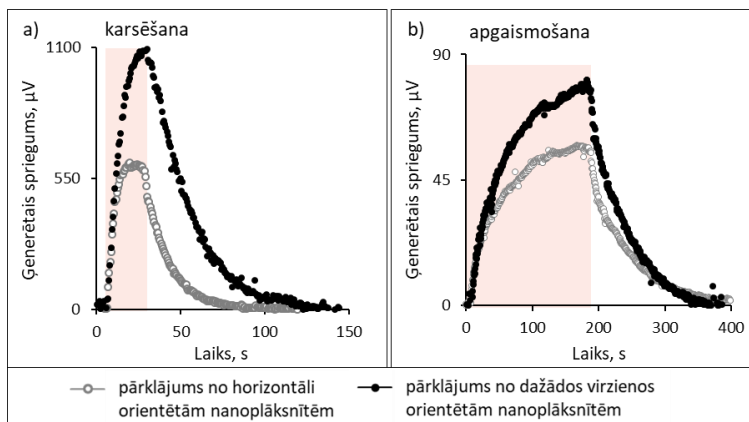 a)
karsēšana
1100
550
0
Ģenerētais spriegums, µV
0
50
100
150
Laiks, s
b)
apgaismošana
90
45
0
Ģenerētais spriegums, µV
0
100
200
300
400
Laiks, s
pārklājums no horizontāli
orientētām nanoplāksnītēm
pārklājums no dažādos virzienos
orientētām nanoplāksnītēm